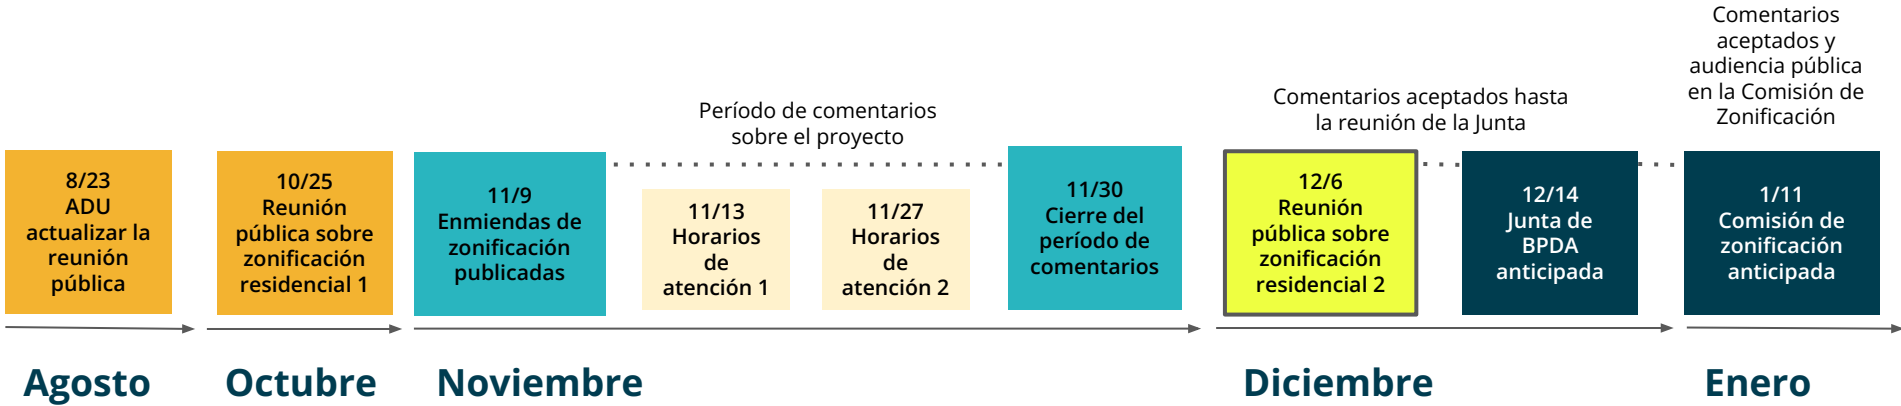 8/23
ADU
actualizar la
reunión
pública
10/25
Reunión
pública sobre
zonificación
residencial 1
11/9
Enmiendas de
zonificación
publicadas
Período de comentarios
sobre el proyecto
11/13
Horarios
de
atención 1
11/27
Horarios
de
atención 2
11/30
Cierre del
período de
comentarios
Comentarios aceptados hasta
la reunión de la Junta
12/6
Reunión
pública sobre
zonificación
residencial 2
12/14
Junta de
BPDA
anticipada
Comentarios
aceptados y
audiencia pública
en la Comisión de
Zonificación
1/11
Comisión de
zonificación
anticipada
Agosto
Octubre
Noviembre
Diciembre
Enero